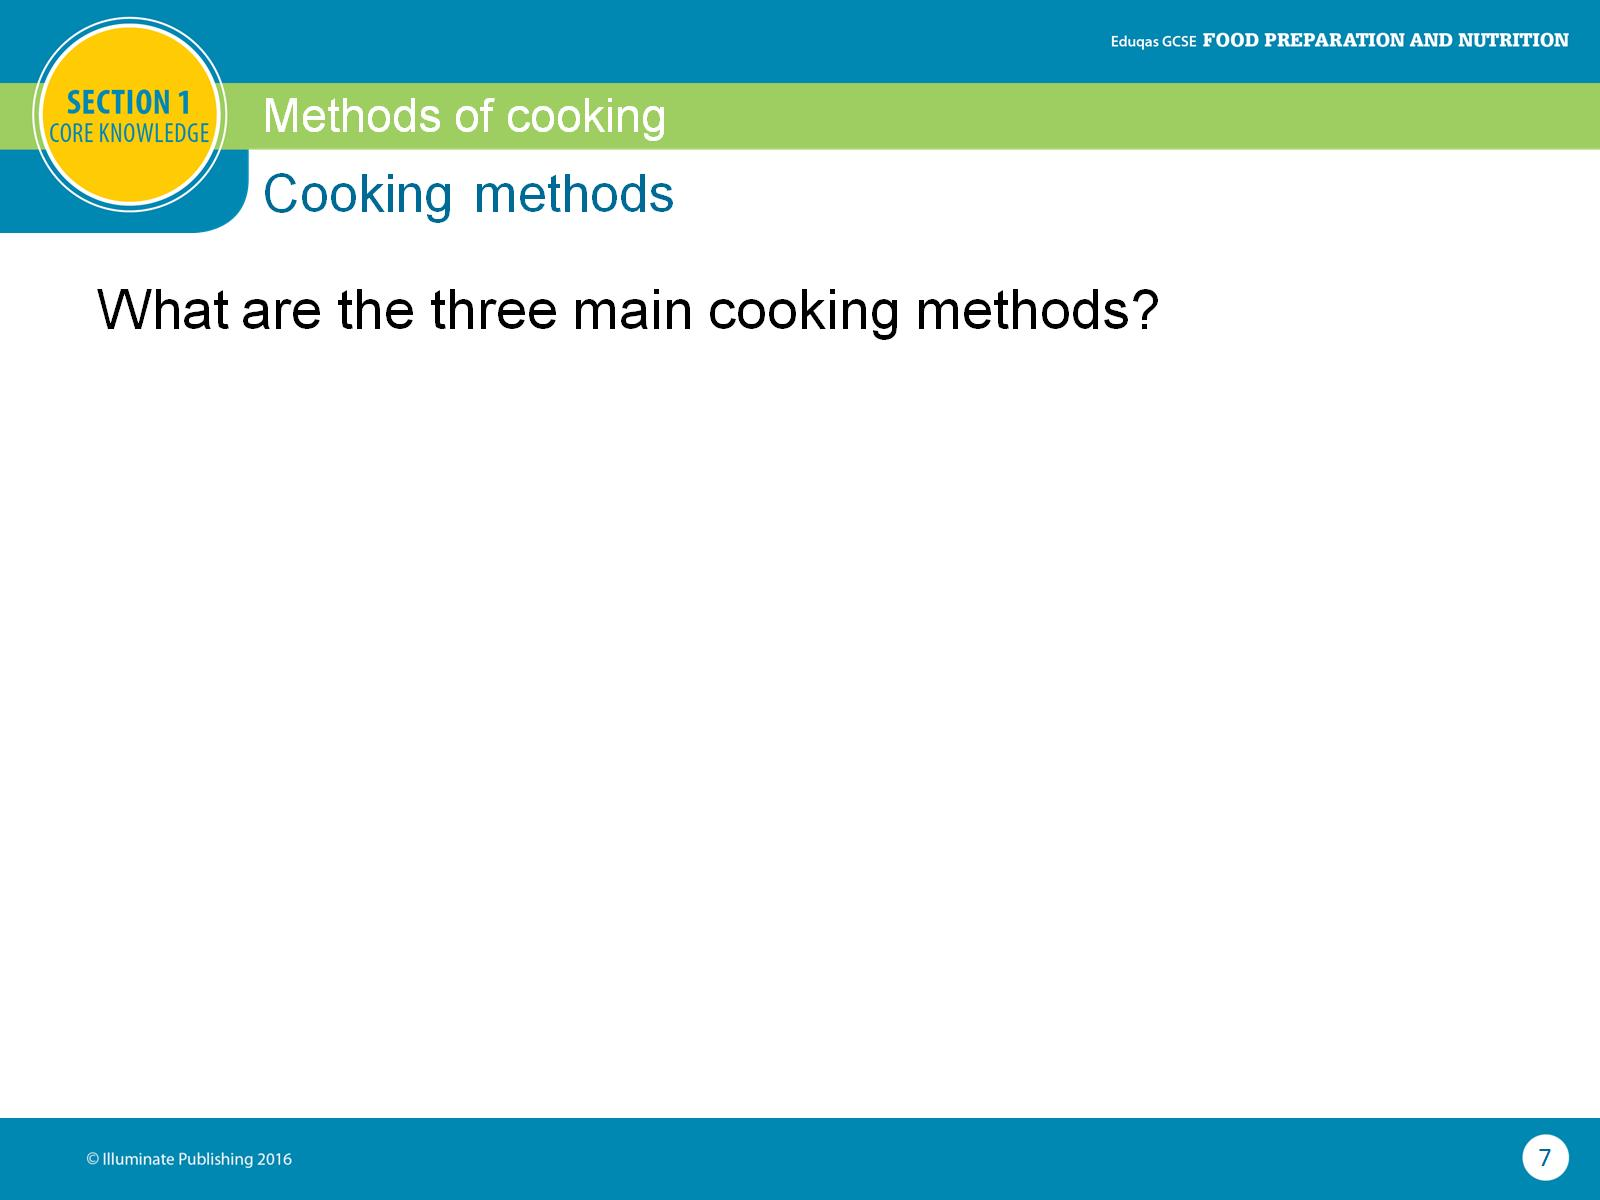 Eduqas GCSE FOOD PREPARATION AND NUTRITION
SECTION 1
CORE KNOWLEDGE
Methods of cooking
Cooking methods
What are the three main cooking methods?
© Illuminate Publishing 2016
7